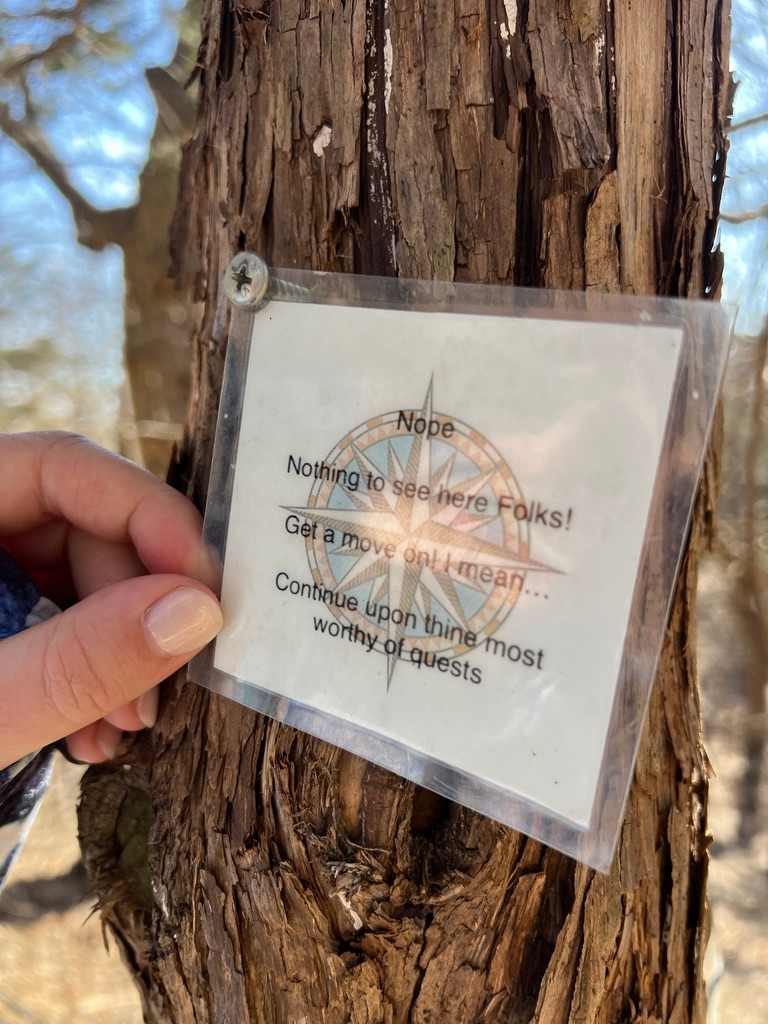 Nope
Nothing to see here Folks!
Get a move on! I mean...
Continue upon thine most
worthy of quests